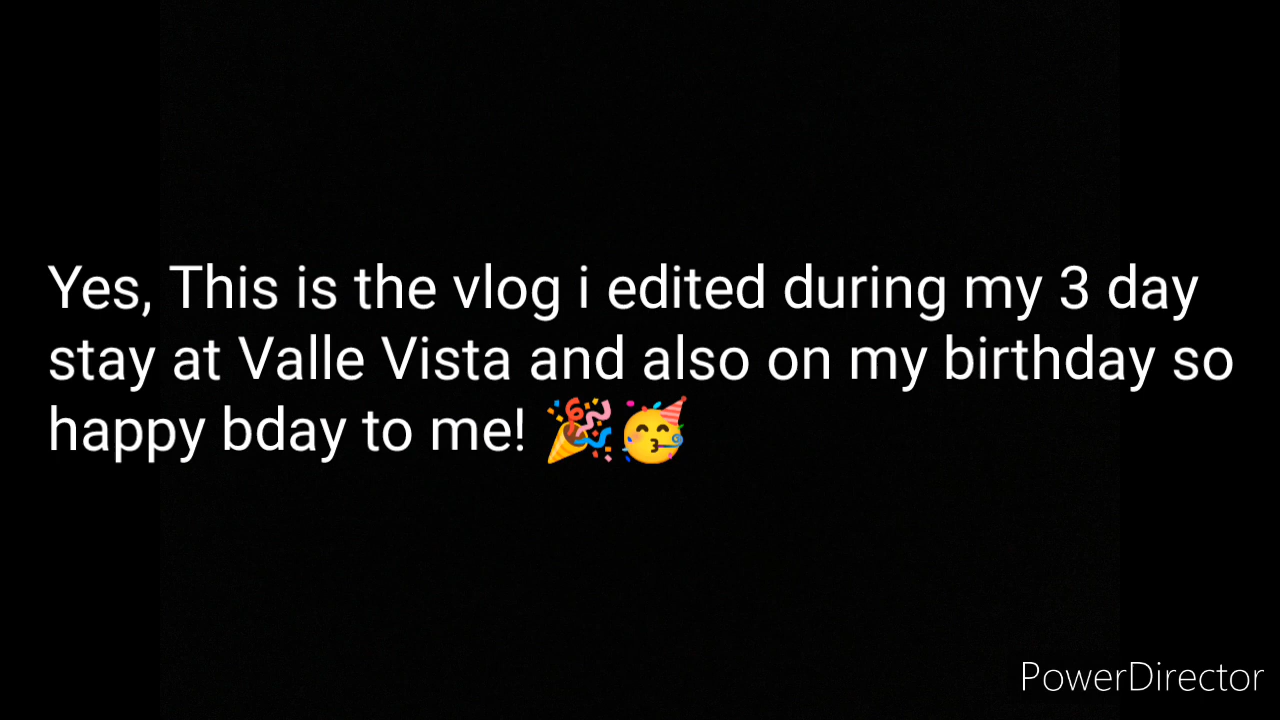 Yes, This is the vlog i edited during my 3 day
stay at Valle Vista and also on my birthday so
happy bday to me! 🎉🥳
PowerDirector